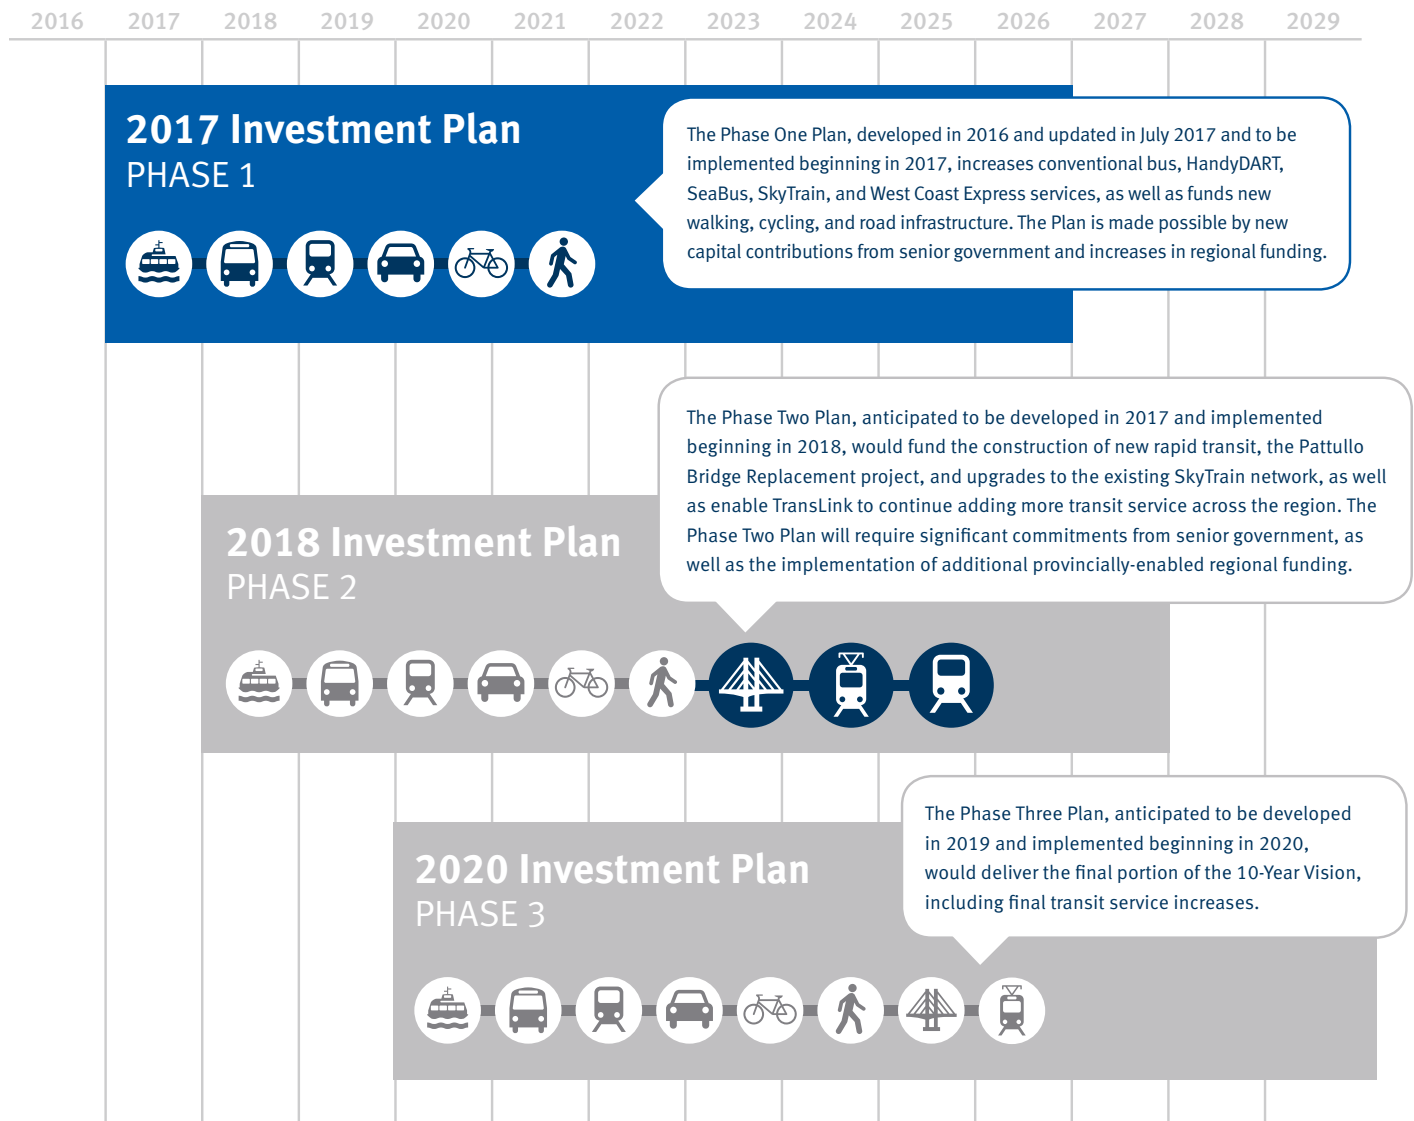 2016 2017 2018 2019 2020 2021 2022 2023 2024 2025 2026 2027 2028 2029
2017 Investment Plan
PHASE 1
The Phase One Plan, developed in 2016 and updated in July 2017 and to be
implemented beginning in 2017, increases conventional bus, HandyDART,
SeaBus, SkyTrain, and West Coast Express services, as well as funds new
walking, cycling, and road infrastructure. The Plan is made possible by new
capital contributions from senior government and increases in regional funding.
The Phase Two Plan, anticipated to be developed in 2017 and implemented
beginning in 2018, would fund the construction of new rapid transit, the Pattullo
Bridge Replacement project, and upgrades to the existing SkyTrain network, as well
as enable TransLink to continue adding more transit service across the region. The
Phase Two Plan will require significant commitments from senior government, as
well as the implementation of additional provincially-enabled regional funding.
2018 Investment Plan
PHASE 2
The Phase Three Plan, anticipated to be developed
in 2019 and implemented beginning in 2020,
would deliver the final portion of the 10-Year Vision,
including final transit service increases.
2020 Investment Plan
PHASE 3